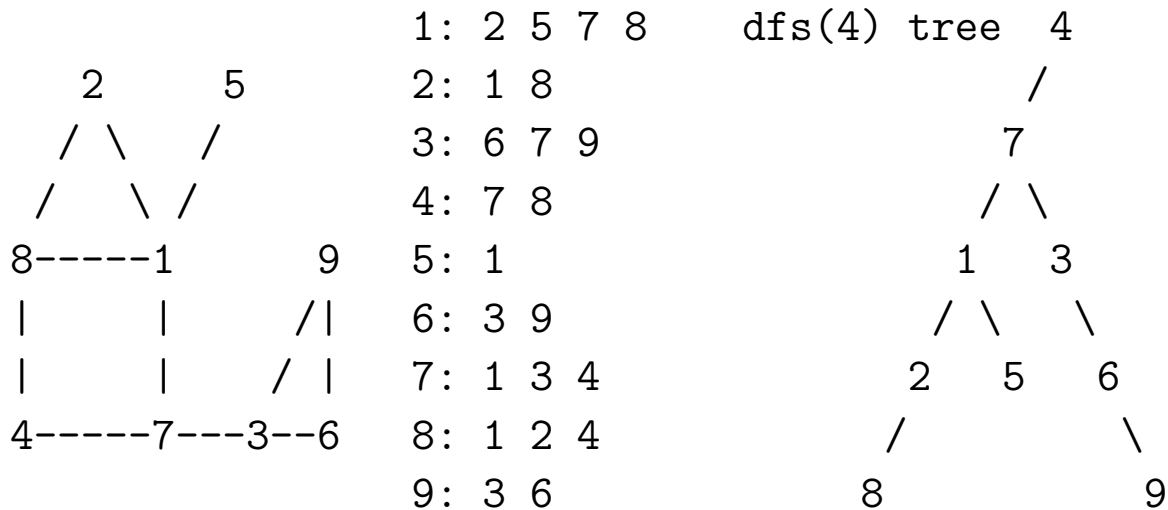 1: 2 5 7 8     dfs(4) tree  4
   2     5       2: 1 8                   /
  / \   /        3: 6 7 9                7
 /   \ /         4: 7 8                 / \
8-----1      9   5: 1                  1   3
|     |     /|   6: 3 9               / \   \
|     |    / |   7: 1 3 4            2   5   6
4-----7---3--6   8: 1 2 4           /         \
                 9: 3 6            8           9